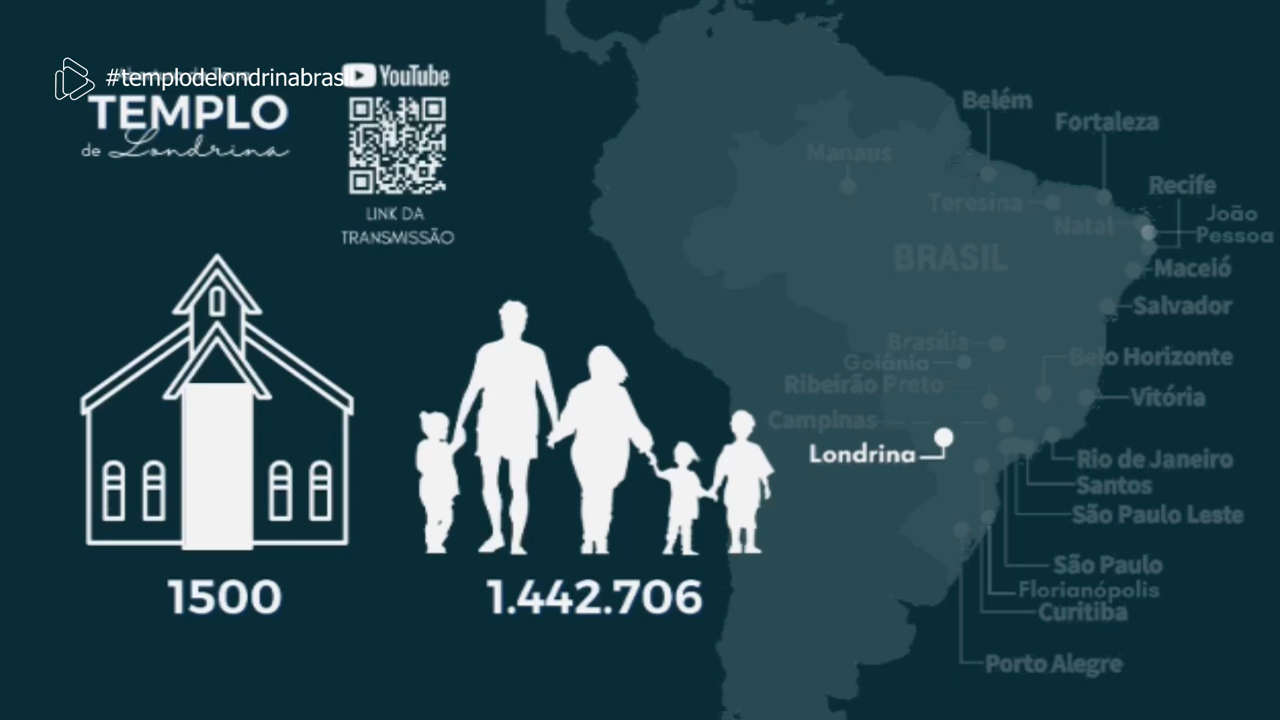 #templodelondrinabrasil
TEMPLO
de Londrina
YouTube
LINK DA
TRANSMISSÃO
1500
1.442.706
Belém
Fortaleza
Manaus
Recife
Teresina
João
Pessoa
Natal
BRASIL
Maceió
Salvador
Brasília
Goiânia
Belo Horizonte
Ribeirão Preto
Vitória
Campinas
Londrina
Rio de Janeiro
Santos
São Paulo Leste
São Paulo
Florianópolis
Curitiba
Porto Alegre